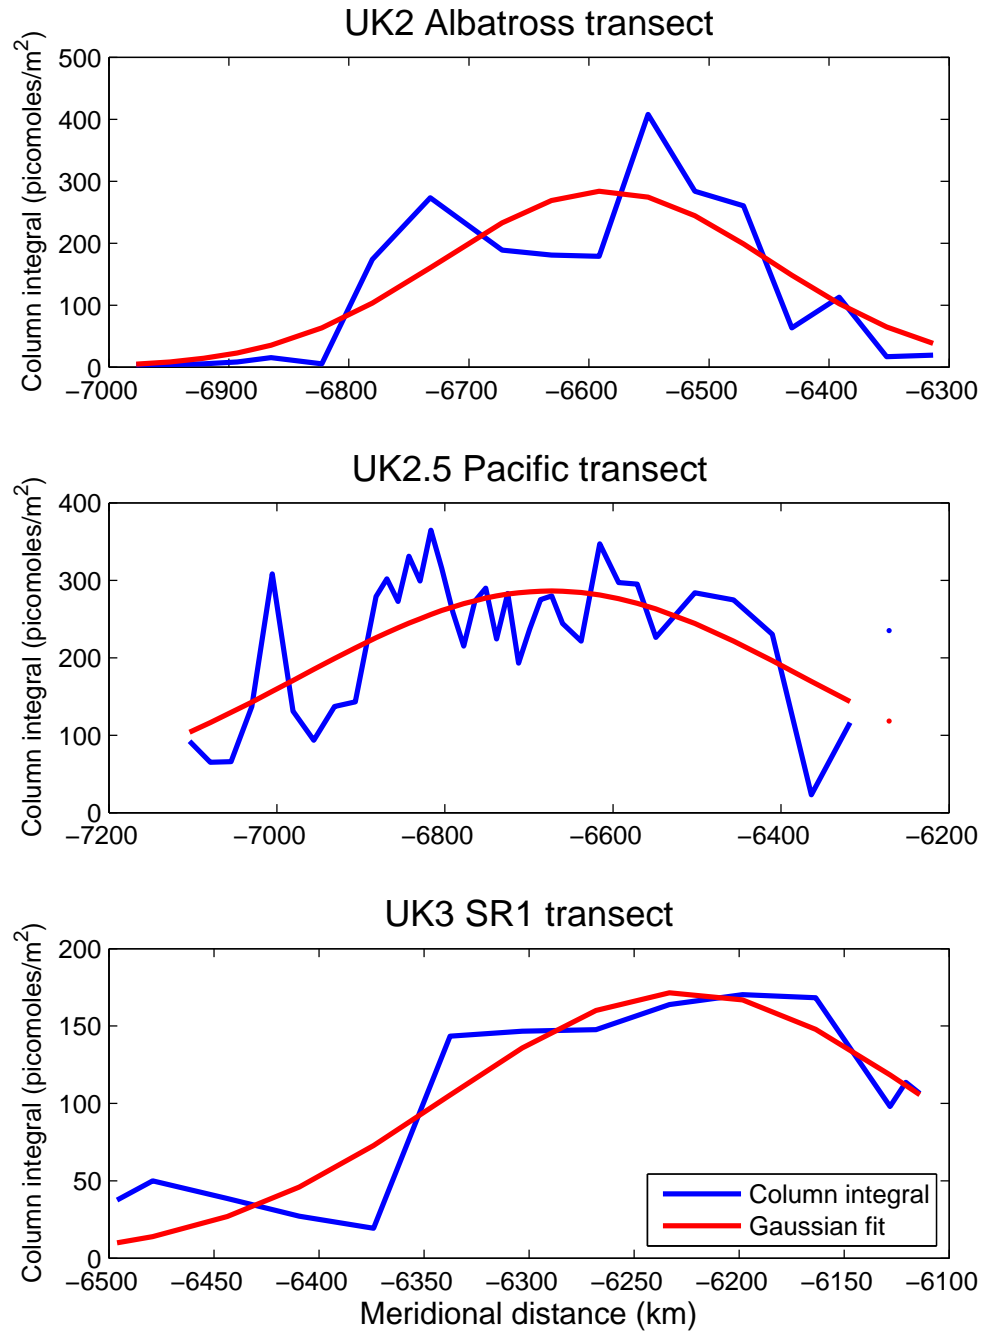 UK2 Albatross transect
Column integral (picomoles/m²)
500
400
300
200
100
0
−7000 −6900 −6800 −6700 −6600 −6500 −6400 −6300
UK2.5 Pacific transect
Column integral (picomoles/m²)
400
300
200
100
0
−7200 −7000 −6800 −6600 −6400 −6200
UK3 SR1 transect
Column integral (picomoles/m²)
200
150
100
50
0
Column integral
Gaussian fit
−6500 −6450 −6400 −6350 −6300 −6250 −6200 −6150 −6100
Meridional distance (km)